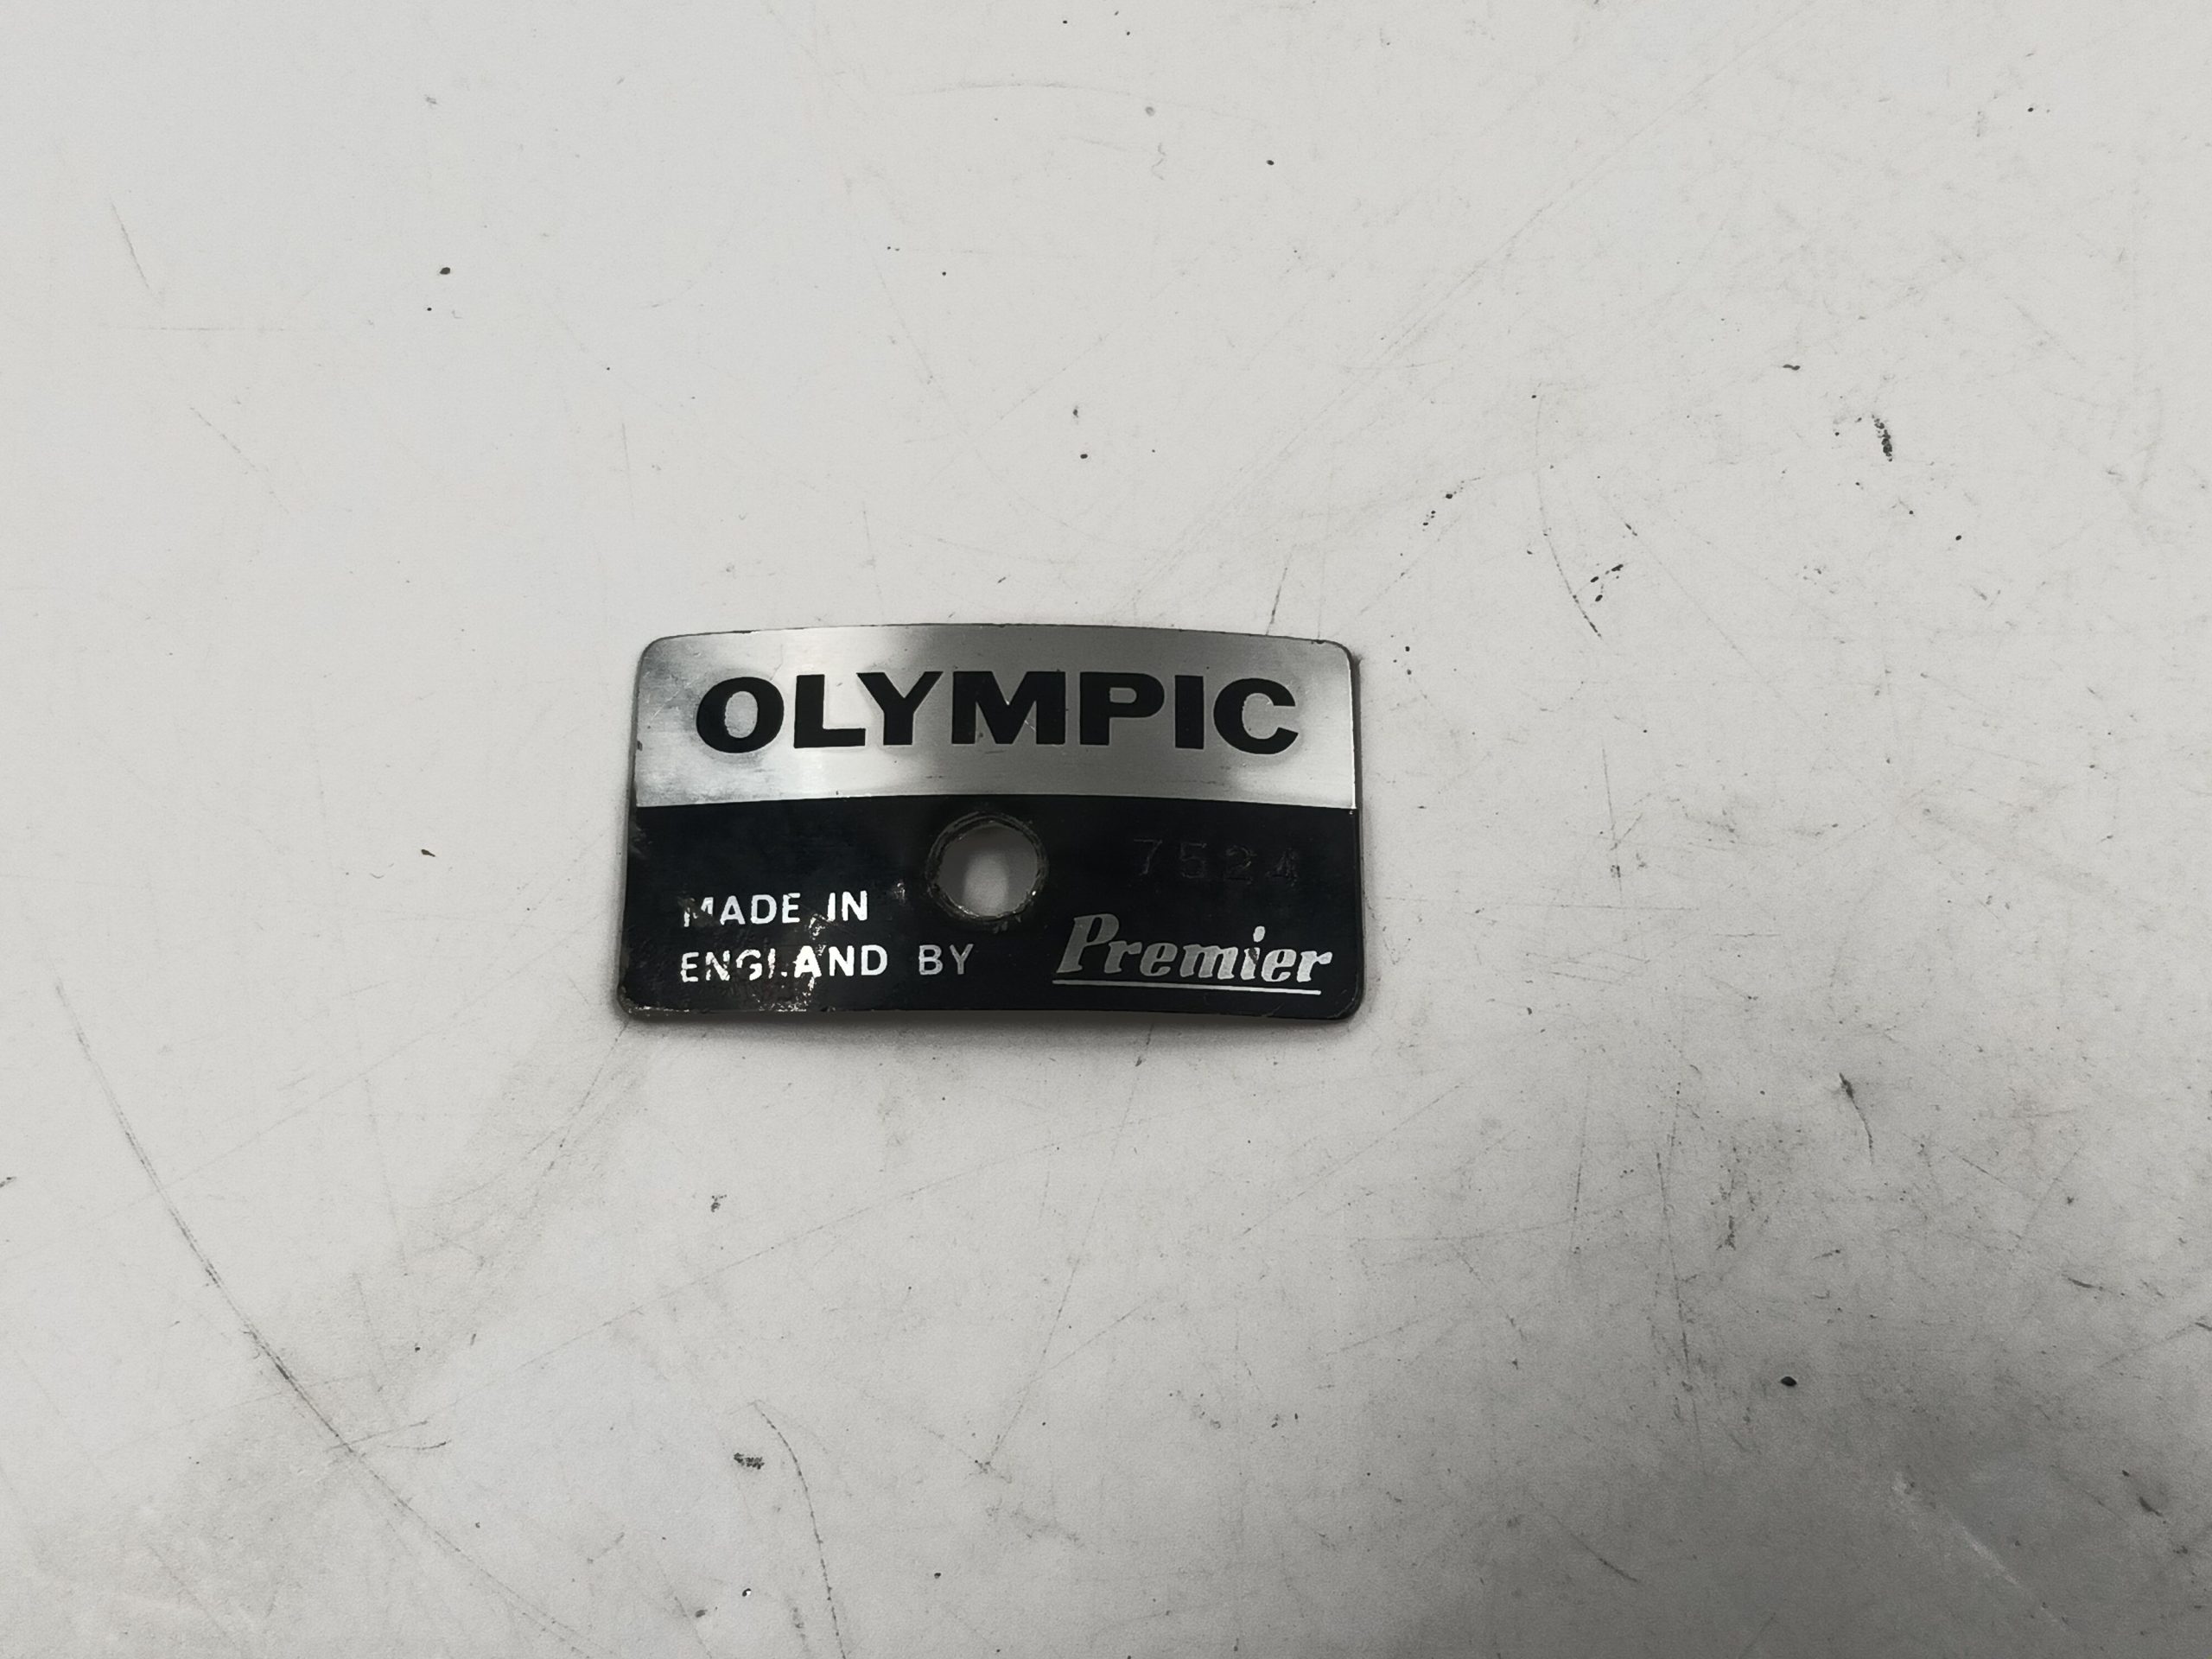 OLYMPIC
7524
MADE IN
ENGLAND BY Premier